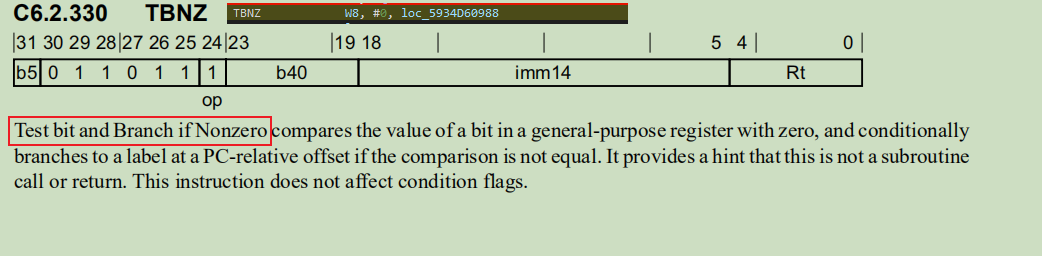 C6.2.330 TBNZ TBNZ W8, #0, loc_5934D60988
|31 30 29 28|27 26 25 24|23 | 19 18 | | | 5 4 | 0 |
b5 0 1 1 0 1 1 1 b40 imm14 Rt
op
Test bit and Branch if Nonzero compares the value of a bit in a general-purpose register with zero, and conditionally
branches to a label at a PC-relative offset if the comparison is not equal. It provides a hint that this is not a subroutine
call or return. This instruction does not affect condition flags.